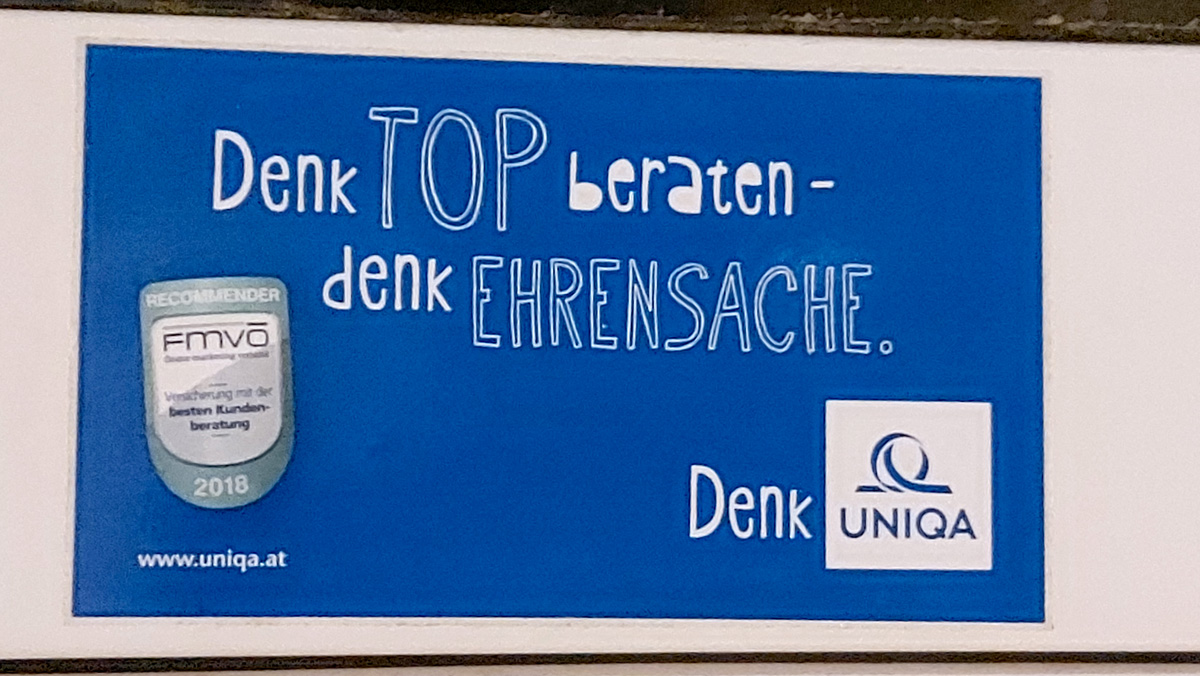 Denk TOP beraten –
denk EHRENSACHE.
RECOMMENDER
FMVÖ
Versicherung mit der
besten Kunden-
beratung
2018
www.uniqa.at
Denk UNIQA